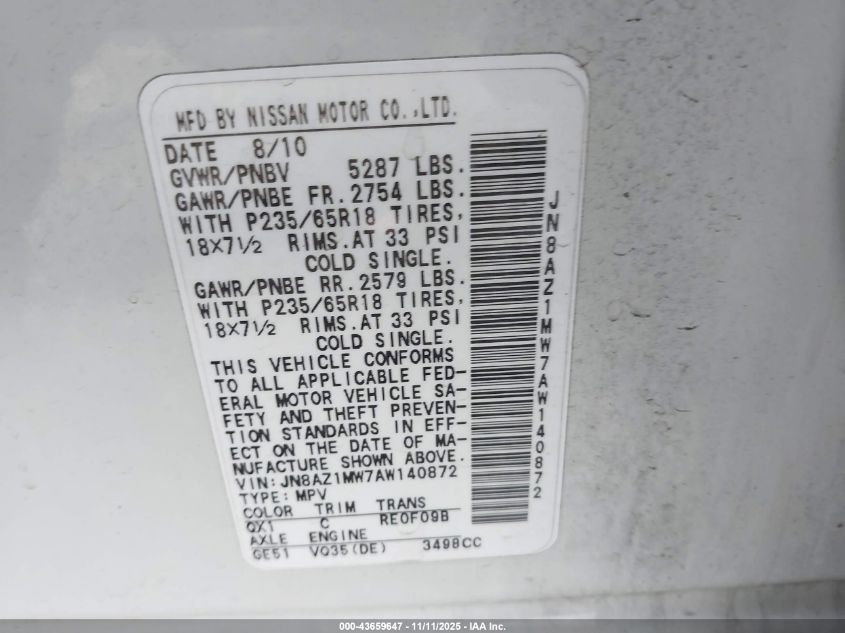 MFD BY NISSAN MOTOR CO.,LTD.
DATE 8/10
GVWR/PNBV 5287 LBS.
GAWR/PNBE FR.2754 LBS.
WITH P235/65R18 TIRES,
18X7½ RIMS.AT 33 PSI
COLD SINGLE.
GAWR/PNBE RR.2579 LBS.
WITH P235/65R18 TIRES,
18X7½ RIMS.AT 33 PSI
COLD SINGLE.
THIS VEHICLE CONFORMS
TO ALL APPLICABLE FED-
ERAL MOTOR VEHICLE SA-
FETY AND THEFT PREVEN-
TION STANDARDS IN EFF-
ECT ON THE DATE OF MA-
NUFACTURE SHOWN ABOVE.
VIN:JN8AZ1MW7AW140872
TYPE:MPV
COLOR TRIM TRANS
QX1 C RE0F09B
AXLE ENGINE
GE51 VQ35(DE) 3498CC
JN8AZ1MW7AW140872
000-43659647 - 11/11/2025 - IAA Inc.